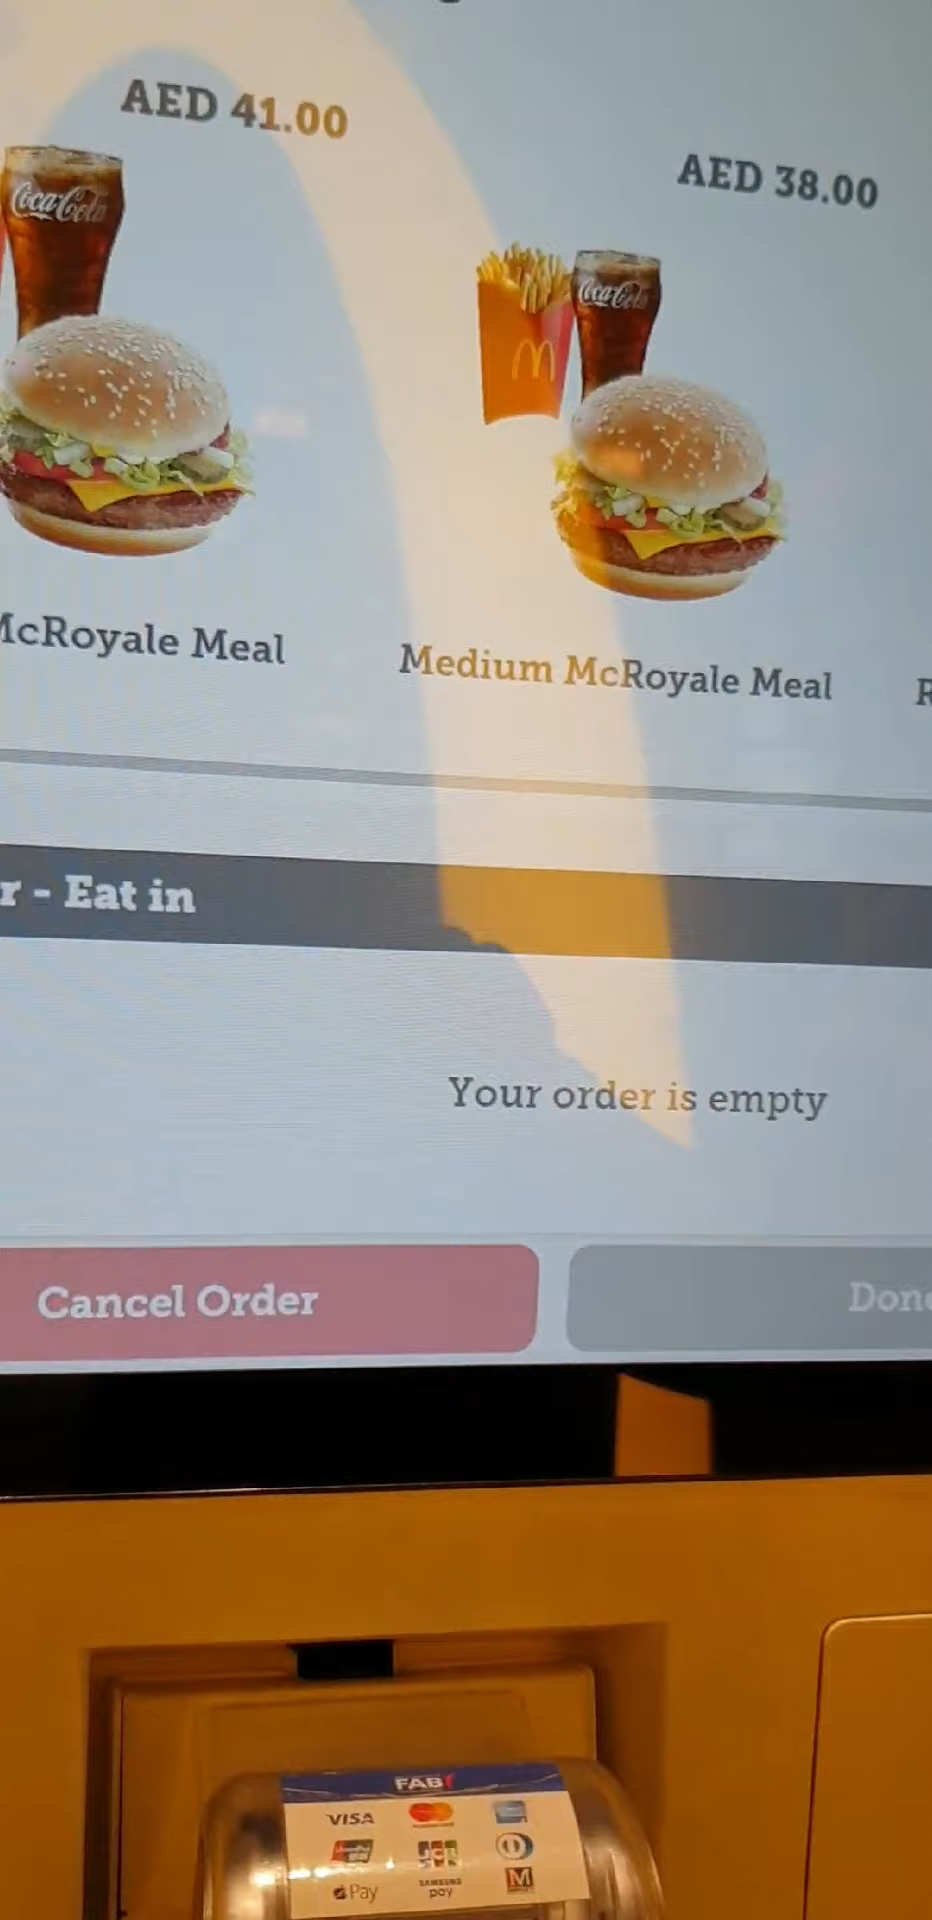 AED 41.00
AED 38.00
Coca-Cola
Coca-Cola
McRoyale Meal
Medium McRoyale Meal
R
r - Eat in
Your order is empty
Cancel Order
Done
FAB
VISA
JCB
Pay
SAMSUNG
pay
M